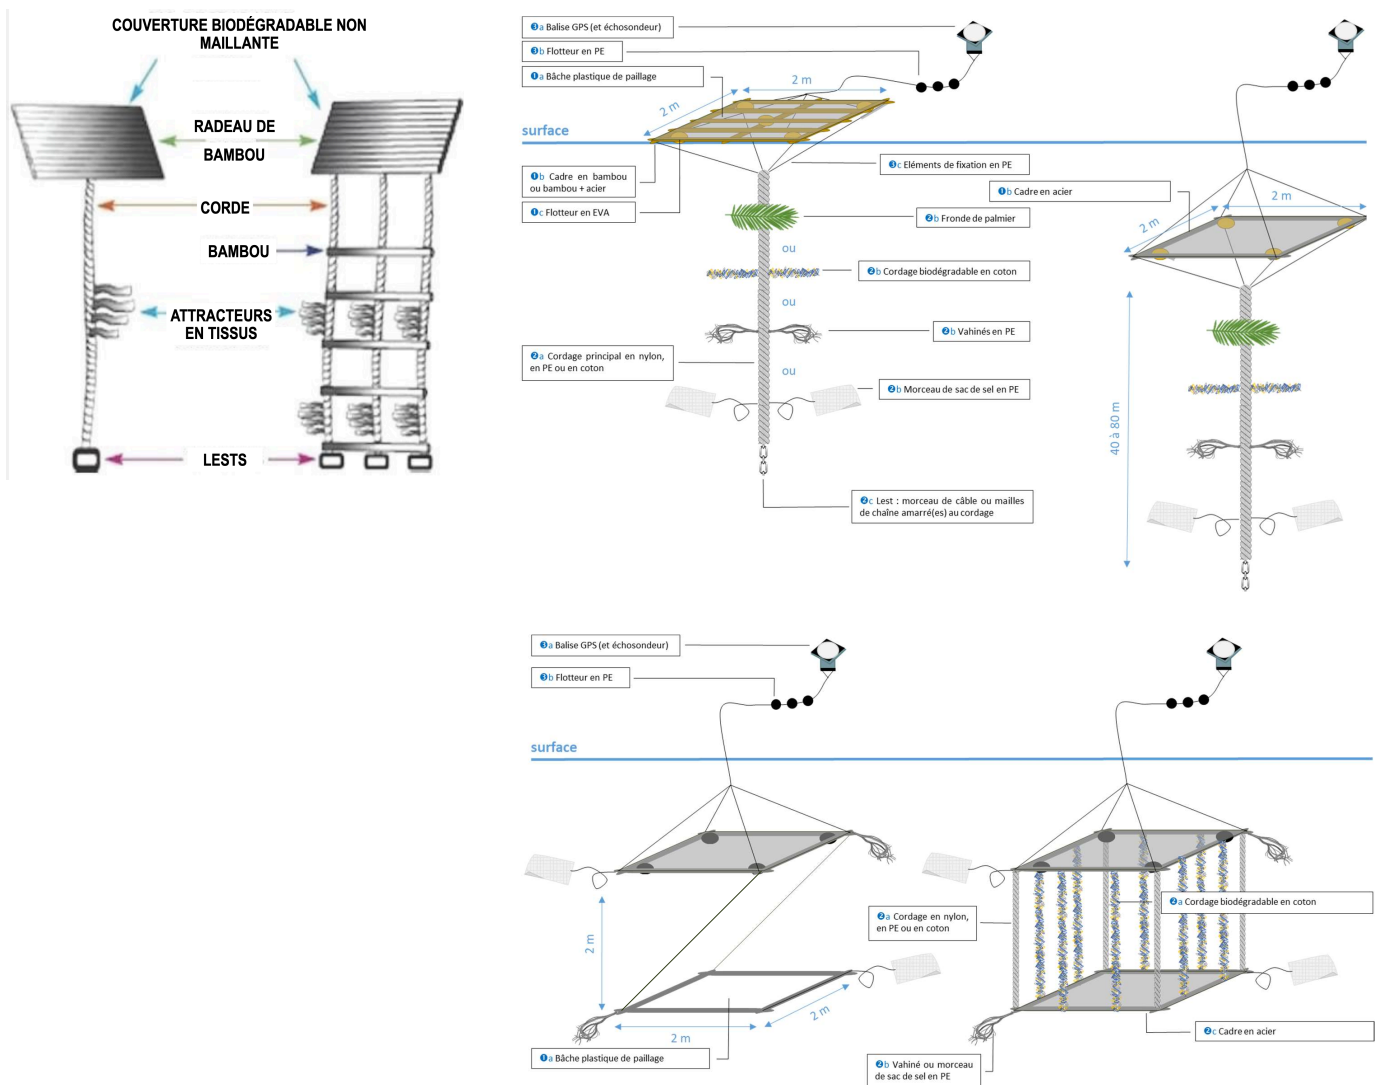 COUVERTURE BIODÉGRADABLE NON
MAILLANTE
RADEAU DE
BAMBOU
CORDE
BAMBOU
ATTRACTEURS
EN TISSUS
LESTS
❸a Balise GPS (et échosondeur)
❸b Flotteur en PE
❶a Bâche plastique de paillage
2 m
2 m
surface
❶b Cadre en bambou
ou bambou + acier
❶c Flotteur en EVA
❸c Eléments de fixation en PE
❷b Fronde de palmier
ou
❷b Cordage biodégradable en coton
ou
❷b Vahinés en PE
❷a Cordage principal en nylon,
en PE ou en coton
ou
❷b Morceau de sac de sel en PE
❷c Lest : morceau de câble ou mailles
de chaîne amarré(es) au cordage
❶b Cadre en acier
2 m
2 m
40 à 80 m
❸a Balise GPS (et échosondeur)
❸b Flotteur en PE
surface
2 m
2 m
2 m
❶a Bâche plastique de paillage
❷a Cordage en nylon,
en PE ou en coton
❷a Cordage biodégradable en coton
❷c Cadre en acier
❷b Vahiné ou morceau
de sac de sel en PE